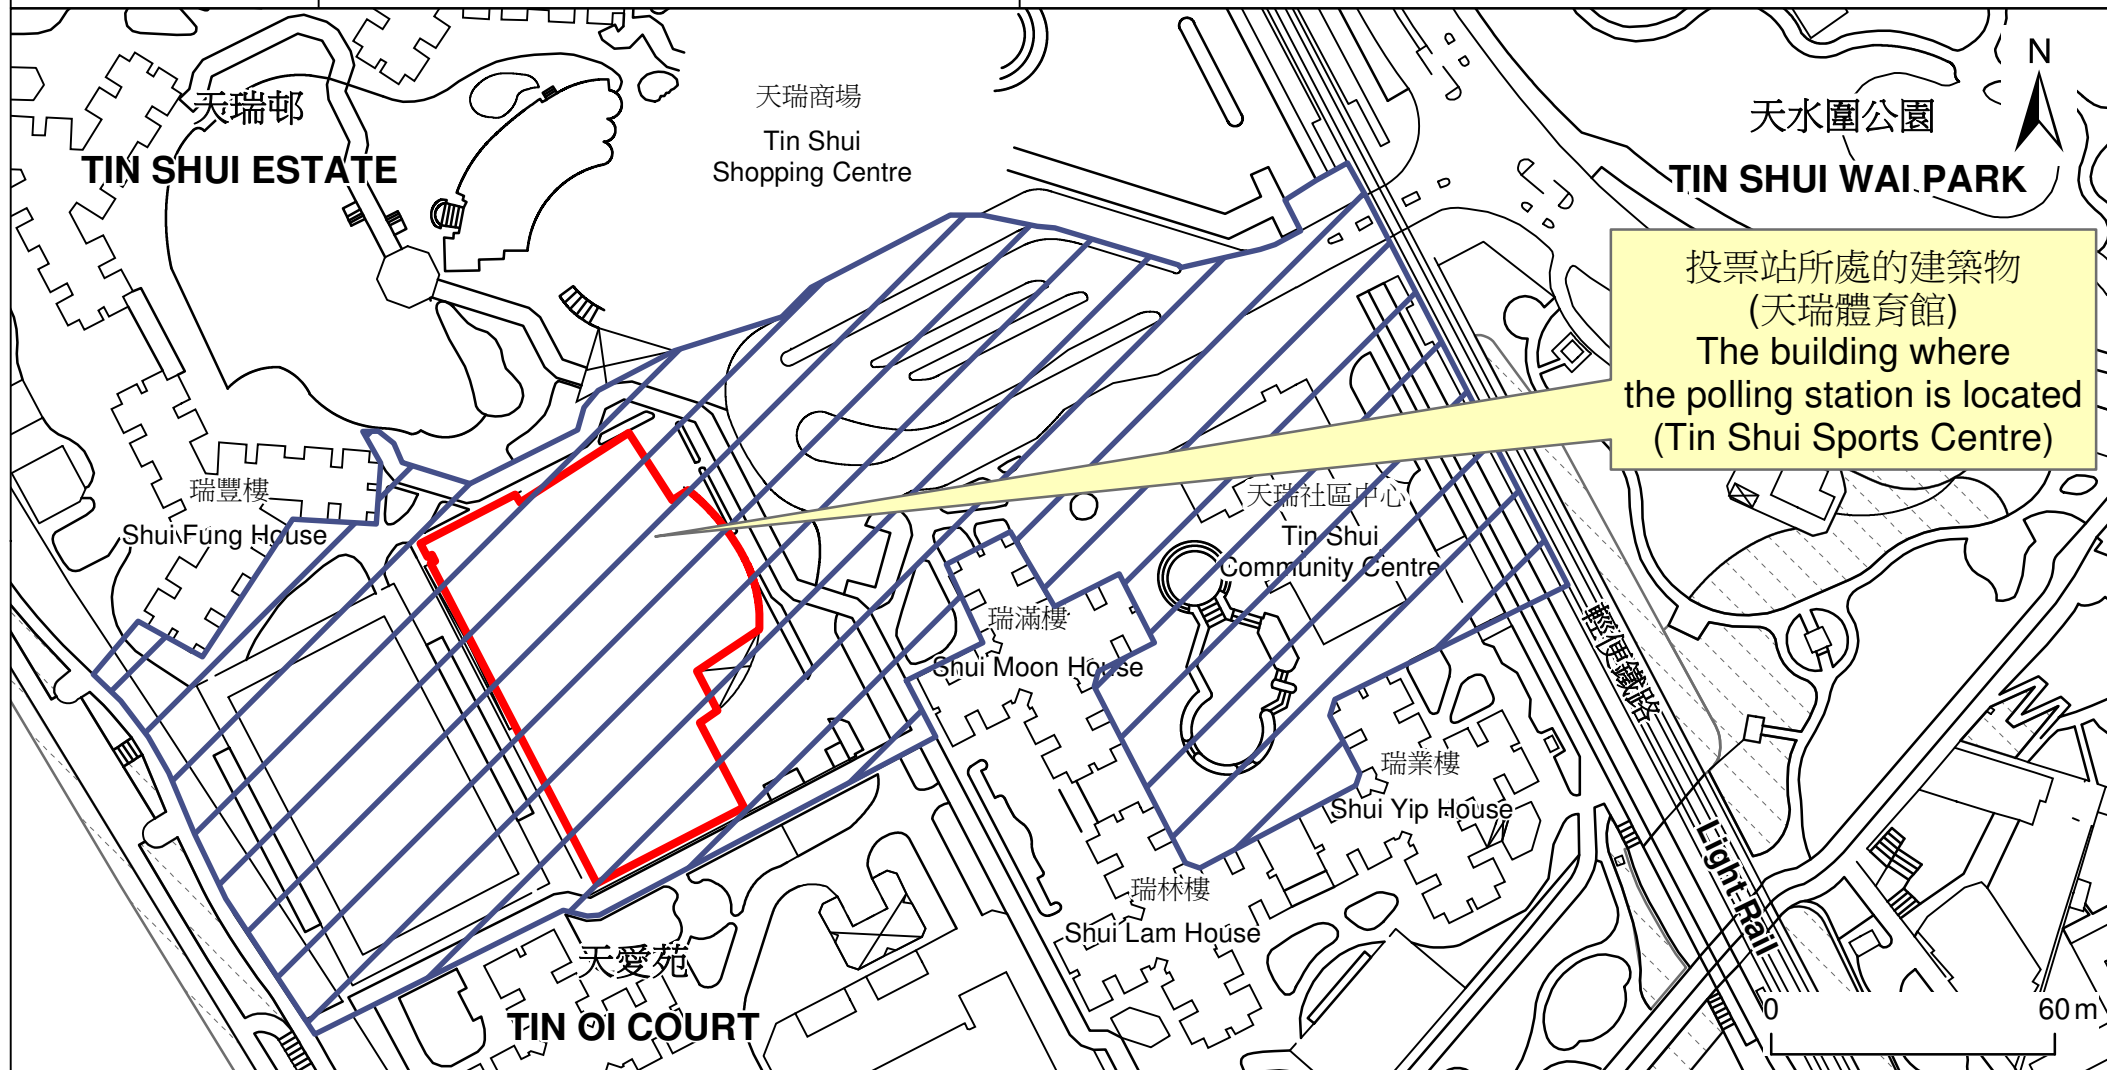 天瑞邨
TIN SHUI ESTATE
天瑞商場
Tin Shui
Shopping Centre
天水圍公園
TIN SHUI WAI PARK
N
投票站所處的建築物
(天瑞體育館)
The building where
the polling station is located
(Tin Shui Sports Centre)
瑞豐樓
Shui Fung House
天瑞社區中心
Tin Shui
Community Centre
瑞滿樓
Shui Moon House
輕便鐵路
Light Rail
瑞業樓
Shui Yip House
瑞林樓
Shui Lam House
天愛苑
TIN OI COURT
0
60 m